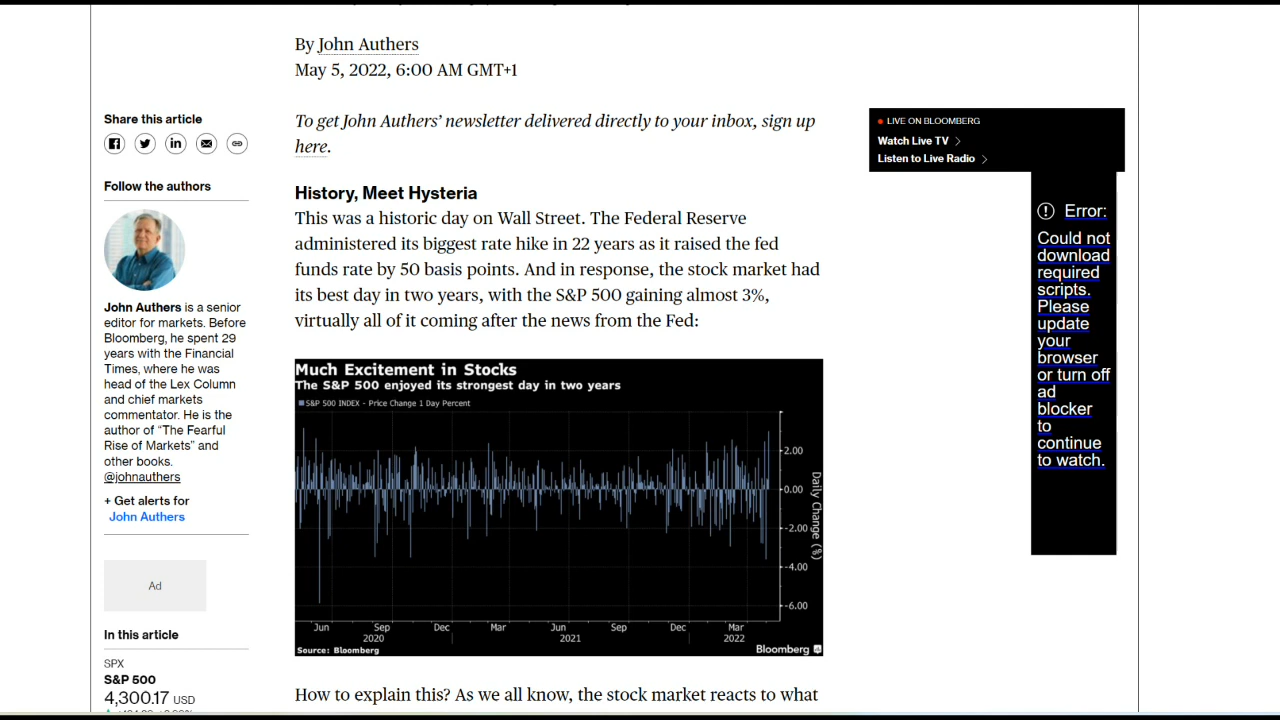 By John Authers
May 5, 2022, 6:00 AM GMT+1
Share this article
Follow the authors
John Authers is a senior
editor for markets. Before
Bloomberg, he spent 29
years with the Financial
Times, where he was
head of the Lex Column
and chief markets
commentator. He is the
author of “The Fearful
Rise of Markets” and
other books.
@johnauthers
+ Get alerts for
John Authers
Ad
In this article
SPX
S&P 500
4,300.17 USD
To get John Authers’ newsletter delivered directly to your inbox, sign up
here.
History, Meet Hysteria
This was a historic day on Wall Street. The Federal Reserve
administered its biggest rate hike in 22 years as it raised the fed
funds rate by 50 basis points. And in response, the stock market had
its best day in two years, with the S&P 500 gaining almost 3%,
virtually all of it coming after the news from the Fed:
Much Excitement in Stocks
The S&P 500 enjoyed its strongest day in two years
S&P 500 INDEX - Price Change 1 Day Percent
2.00
0.00
-2.00
-4.00
-6.00
Daily Change (%)
Jun Sep Dec Mar Jun Sep Dec Mar
2020 2021 2022
Source: Bloomberg
Bloomberg
How to explain this? As we all know, the stock market reacts to what
LIVE ON BLOOMBERG
Watch Live TV
Listen to Live Radio
Error:
Could not
download
required
scripts.
Please
update
your
browser
or turn off
ad
blocker
to
continue
to watch.